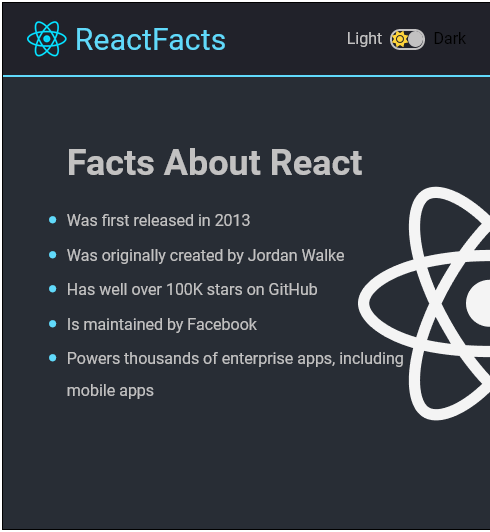 ReactFacts
Light
Dark
Facts About React
Was first released in 2013
Was originally created by Jordan Walke
Has well over 100K stars on GitHub
Is maintained by Facebook
Powers thousands of enterprise apps, including
mobile apps